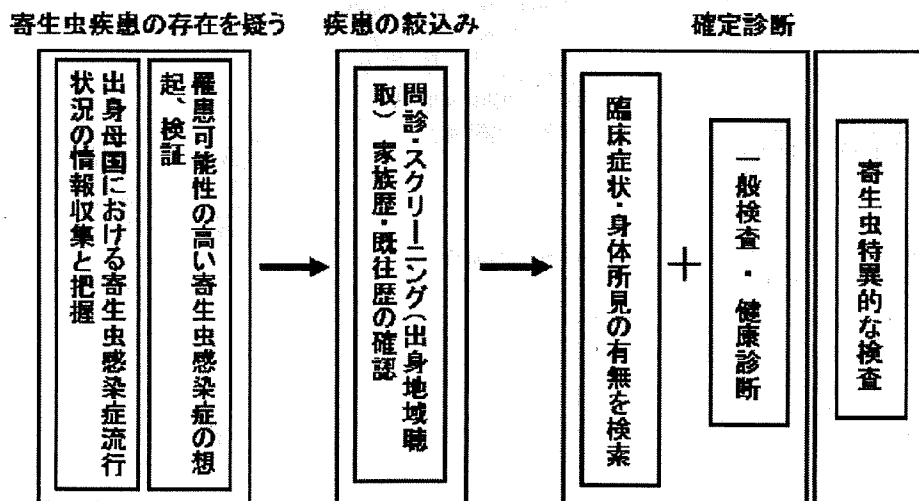 寄生虫疾患の存在を疑う
疾患の絞込み
確定診断
出身母国における寄生虫感染症流行
状況の情報収集と把握
罹患可能性の高い寄生虫感染症の想
起、検証
問診・スクリーニング(出身地域聴
取) 家族歴・既往歴の確認
臨床症状・身体所見の有無を検索
＋
一般検査・健康診断
寄生虫特異的な検査